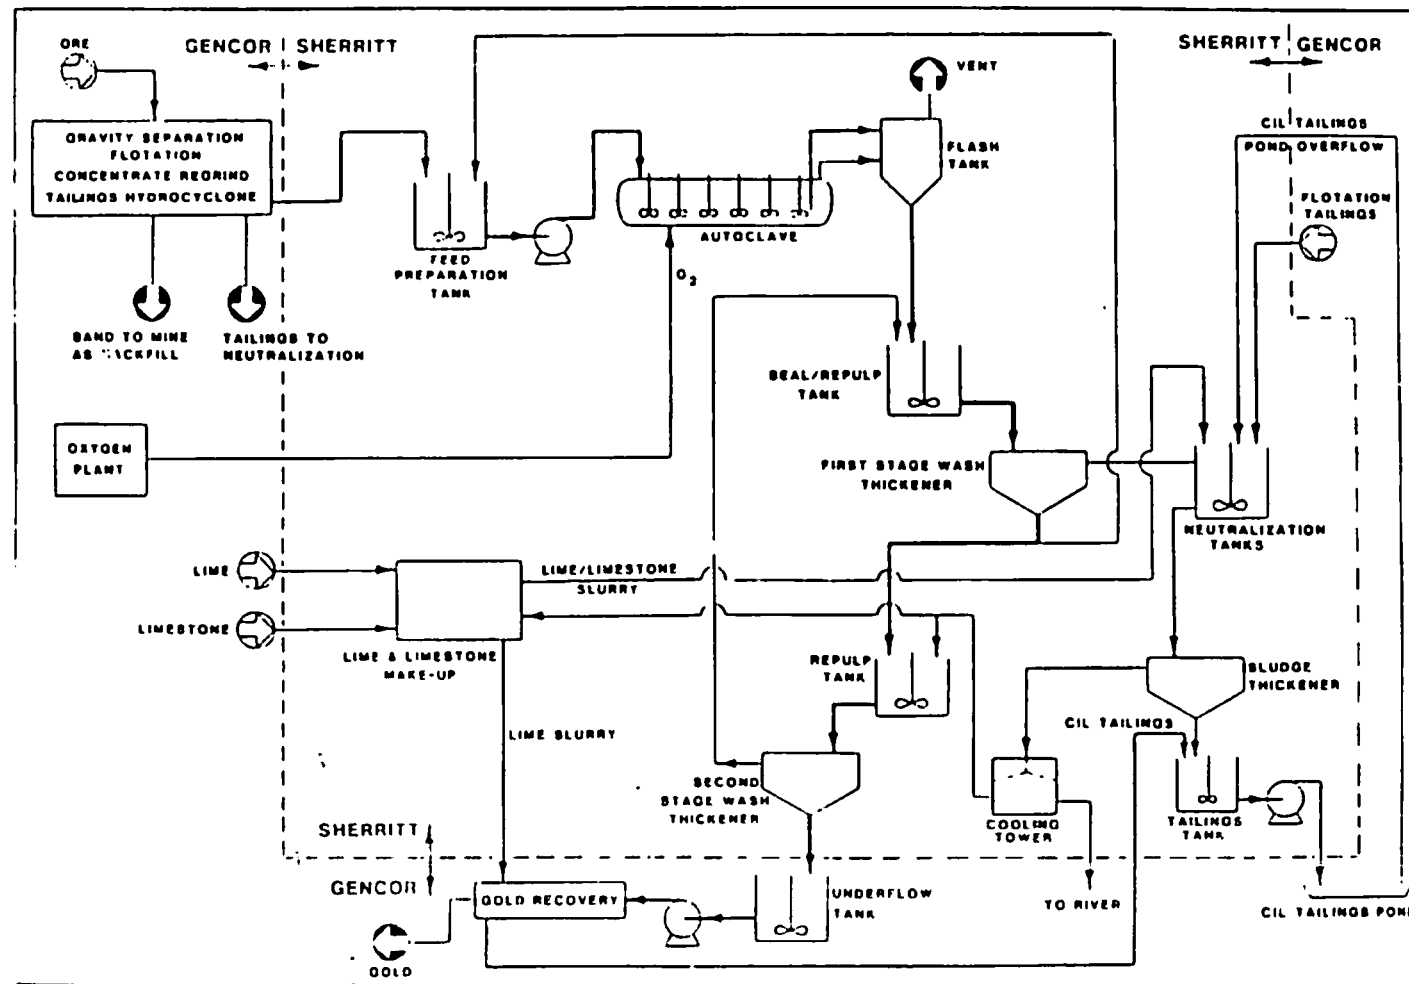 ORE
GENCOR
SHERRITT
SHERRITT
GENCOR
VENT
GRAVITY SEPARATION
FLOTATION
CONCENTRATE REGRIND
TAILINGS HYDROCYCLONE
FLASH
TANK
CIL TAILINGS
POND OVERFLOW
FLOTATION
TAILINGS
AUTOCLAVE
FEED
PREPARATION
TANK
O2
SAND TO MINE
AS BACKFILL
TAILINGS TO
NEUTRALIZATION
SEAL/REPULP
TANK
OXYGEN
PLANT
FIRST STAGE WASH
THICKENER
NEUTRALIZATION
TANKS
LIME
LIME/LIMESTONE
SLURRY
LIMESTONE
LIME & LIMESTONE
MAKE-UP
REPULP
TANK
SLUDGE
THICKENER
CIL TAILINGS
LIME SLURRY
SECOND
STAGE WASH
THICKENER
COOLING
TOWER
TAILINGS
TANK
SHERRITT
GENCOR
GOLD RECOVERY
UNDERFLOW
TANK
TO RIVER
CIL TAILINGS POND
GOLD